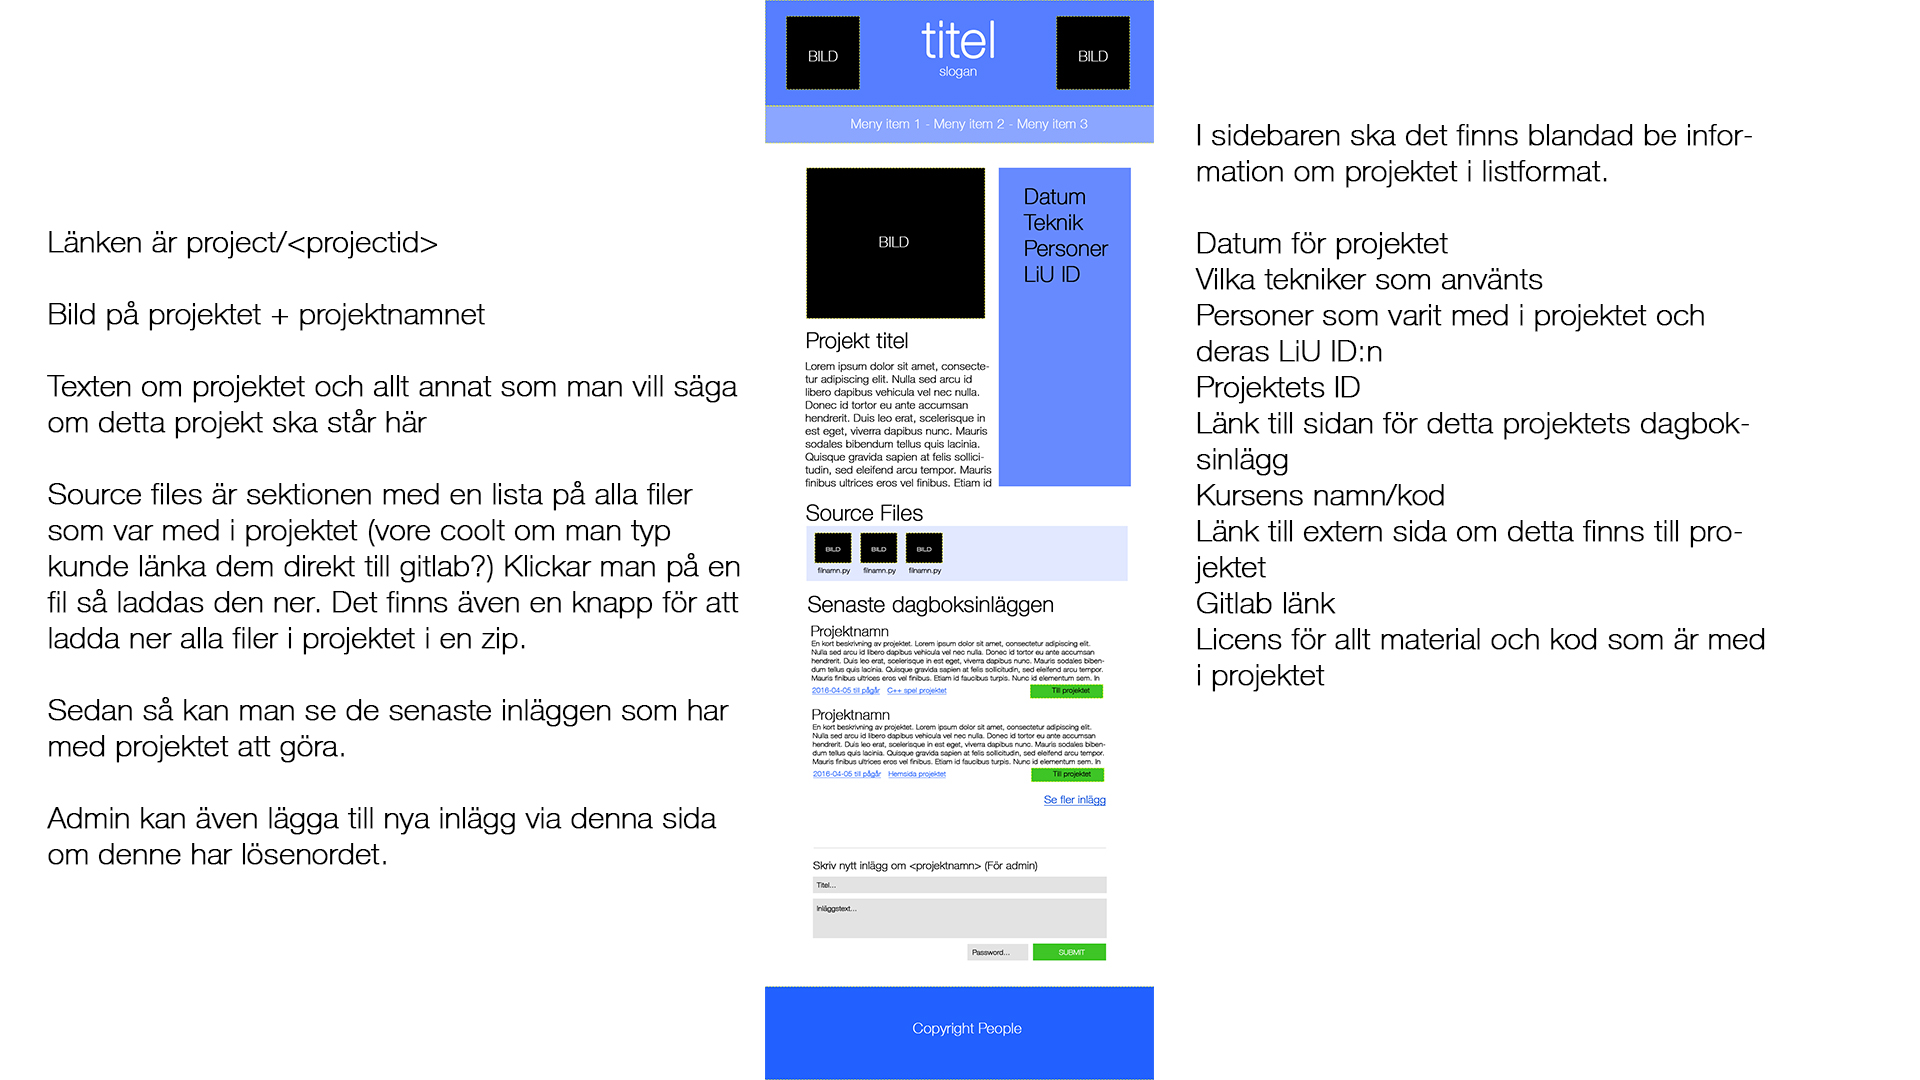 Länken är project/<projectid>
Bild på projektet + projektnamnet
Texten om projektet och allt annat som man vill säga
om detta projekt ska står här
Source files är sektionen med en lista på alla filer
som var med i projektet (vore coolt om man typ
kunde länka dem direkt till gitlab?) Klickar man på en
fil så laddas den ner. Det finns även en knapp för att
ladda ner alla filer i projektet i en zip.
Sedan så kan man se de senaste inläggen som har
med projektet att göra.
Admin kan även lägga till nya inlägg via denna sida
om denne har lösenordet.
BILD
titel
slogan
BILD
Meny item 1 - Meny item 2 - Meny item 3
BILD
Datum
Teknik
Personer
LiU ID
Projekt titel
Lorem ipsum dolor sit amet, consecte-
tur adipiscing elit. Nulla sed arcu id
libero dapibus vehicula vel nec nulla.
Donec id tortor eu ante accumsan
hendrerit. Duis leo erat, scelerisque in
est eget, viverra dapibus nunc. Mauris
sodales bibendum tellus quis lacinia.
Quisque gravida sapien at felis sollici-
tudin, sed eleifend arcu tempor. Mauris
finibus ultrices eros vel finibus. Etiam id
Source Files
BILD BILD BILD
filnamn.py filnamn.py filnamn.py
Senaste dagboksinläggen
Projektnamn
En kort beskrivning av projektet. Lorem ipsum dolor sit amet, consectetur adipiscing elit.
Nulla sed arcu id libero dapibus vehicula vel nec nulla. Donec id tortor eu ante accumsan
hendrerit. Duis leo erat, scelerisque in est eget, viverra dapibus nunc. Mauris sodales biben-
dum tellus quis lacinia. Quisque gravida sapien at felis sollicitudin, sed eleifend arcu tempor.
Mauris finibus ultrices eros vel finibus. Etiam id faucibus turpis. Nunc id elementum sem. In
2016-04-05 till pågår C++ spel projektet Till projektet
Projektnamn
En kort beskrivning av projektet. Lorem ipsum dolor sit amet, consectetur adipiscing elit.
Nulla sed arcu id libero dapibus vehicula vel nec nulla. Donec id tortor eu ante accumsan
hendrerit. Duis leo erat, scelerisque in est eget, viverra dapibus nunc. Mauris sodales biben-
dum tellus quis lacinia. Quisque gravida sapien at felis sollicitudin, sed eleifend arcu tempor.
Mauris finibus ultrices eros vel finibus. Etiam id faucibus turpis. Nunc id elementum sem. In
2016-04-05 till pågår Hemsida projektet Till projektet
Se fler inlägg
Skriv nytt inlägg om <projektnamn> (För admin)
Titel...
Inläggstext...
Password... SUBMIT
Copyright People
I sidebaren ska det finns blandad be infor-
mation om projektet i listformat.
Datum för projektet
Vilka tekniker som använts
Personer som varit med i projektet och
deras LiU ID:n
Projektets ID
Länk till sidan för detta projektets dagbok-
sinlägg
Kursens namn/kod
Länk till extern sida om detta finns till pro-
jektet
Gitlab länk
Licens för allt material och kod som är med
i projektet